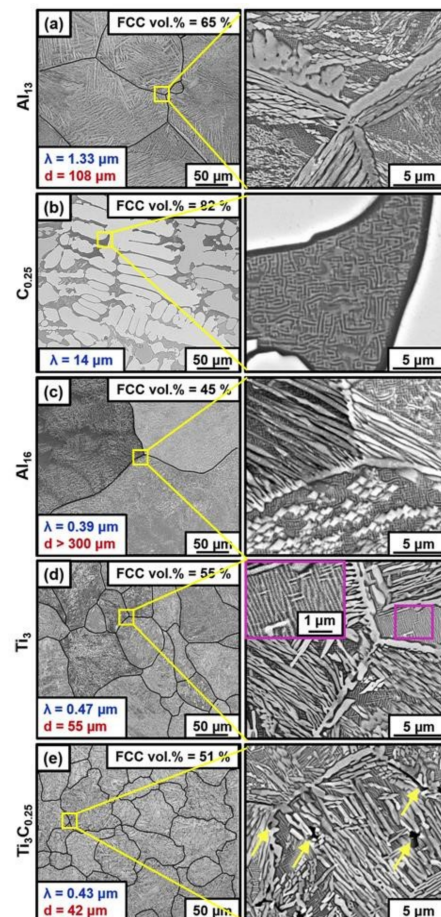 (a)
FCC vol.% = 65 %
Al13
λ = 1.33 µm
d = 108 µm
50 µm
5 µm
(b)
FCC vol.% = 82 %
C0.25
λ = 14 µm
50 µm
5 µm
(c)
FCC vol.% = 45 %
Al16
λ = 0.39 µm
d > 300 µm
50 µm
5 µm
(d)
FCC vol.% = 55 %
Ti3
1 µm
λ = 0.47 µm
d = 55 µm
50 µm
5 µm
(e)
FCC vol.% = 51 %
Ti3C0.25
λ = 0.43 µm
d = 42 µm
50 µm
5 µm